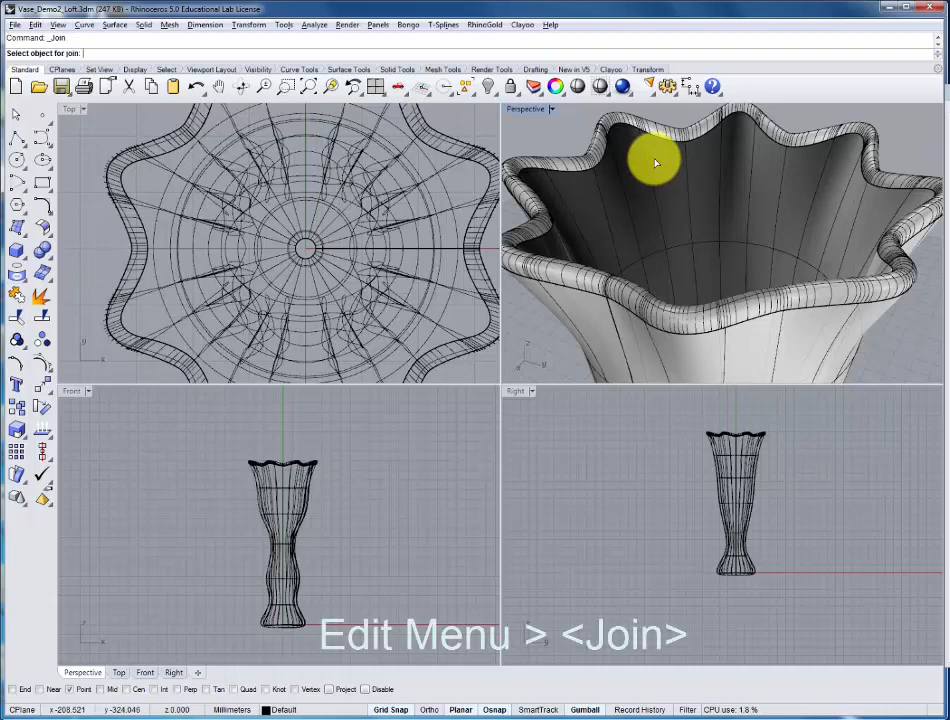 Vase_Demo2_Loft.3dm (247 KB) - Rhinoceros 5.0 Educational Lab License
File Edit View Curve Surface Solid Mesh Dimension Transform Tools Analyze Render Panels Bongo T-Splines RhinoGold Clayoo Help
Command: _Join
Select object for join:
Standard CPlanes Set View Display Select Viewport Layout Visibility Curve Tools Surface Tools Solid Tools Mesh Tools Render Tools Drafting New in V5 Clayoo Transform
Top Perspective
y x
z x
Front Right
z x
Edit Menu > <Join>
Perspective Top Front Right
End Near Point Mid Cen Int Perp Tan Quad Knot Vertex Project Disable
CPlane x -208.521 y -324.046 z 0.000 Millimeters Default Grid Snap Ortho Planar Osnap SmartTrack Gumball Record History Filter CPU use: 1.8 %